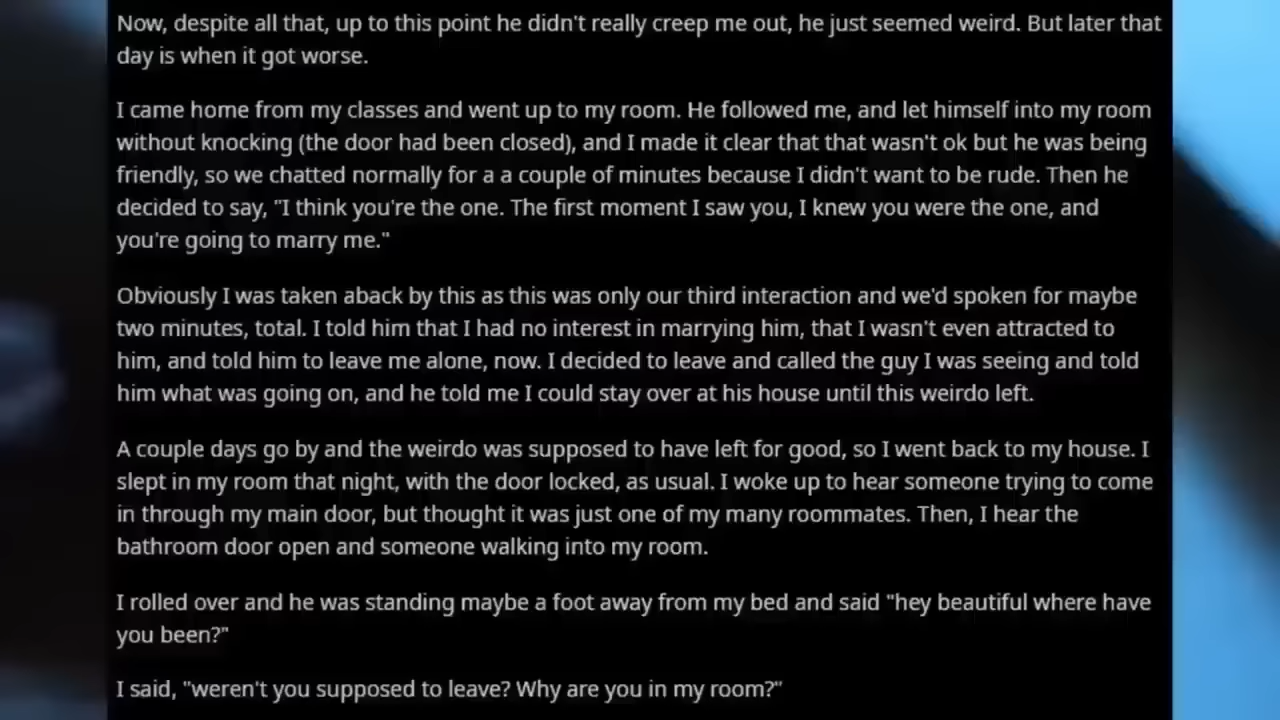 Now, despite all that, up to this point he didn't really creep me out, he just seemed weird. But later that
day is when it got worse.
I came home from my classes and went up to my room. He followed me, and let himself into my room
without knocking (the door had been closed), and I made it clear that that wasn't ok but he was being
friendly, so we chatted normally for a a couple of minutes because I didn't want to be rude. Then he
decided to say, "I think you're the one. The first moment I saw you, I knew you were the one, and
you're going to marry me."
Obviously I was taken aback by this as this was only our third interaction and we'd spoken for maybe
two minutes, total. I told him that I had no interest in marrying him, that I wasn't even attracted to
him, and told him to leave me alone, now. I decided to leave and called the guy I was seeing and told
him what was going on, and he told me I could stay over at his house until this weirdo left.
A couple days go by and the weirdo was supposed to have left for good, so I went back to my house. I
slept in my room that night, with the door locked, as usual. I woke up to hear someone trying to come
in through my main door, but thought it was just one of my many roommates. Then, I hear the
bathroom door open and someone walking into my room.
I rolled over and he was standing maybe a foot away from my bed and said "hey beautiful where have
you been?"
I said, "weren't you supposed to leave? Why are you in my room?"